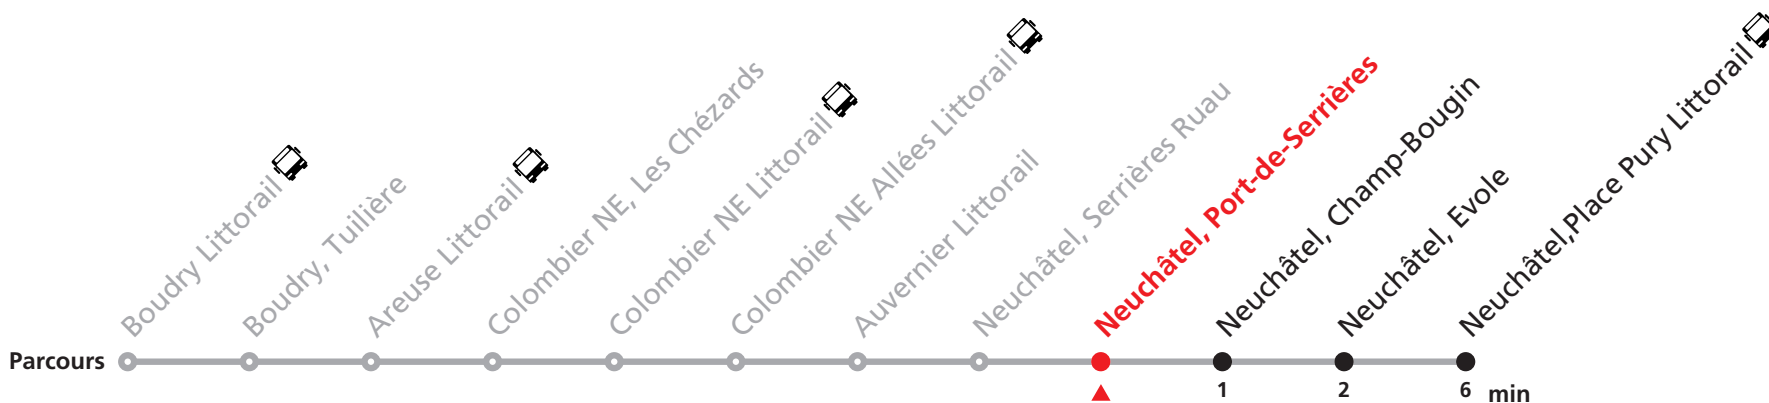 Boudry Littorail
Boudry, Tuilière
Areuse Littorail
Colombier NE, Les Chézards
Colombier NE Littorail
Colombier NE Allées Littorail
Auvernier Littorail
Neuchâtel, Serrières Ruau
Neuchâtel, Port-de-Serrières
Neuchâtel, Champ-Bougin
Neuchâtel, Evole
Neuchâtel,Place Pury Littorail
Parcours
1 2 6 min